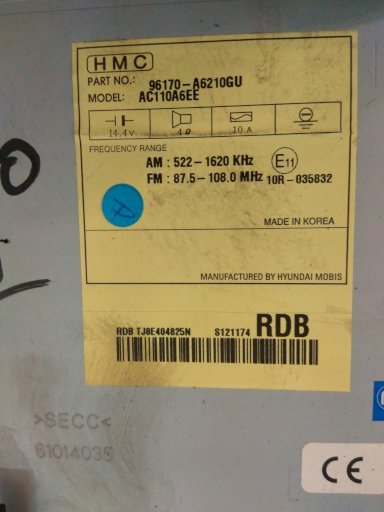 HMC
PART NO.: 96170-A6210GU
MODEL: AC110A6EE
14.4V 4Ω 10 A
FREQUENCY RANGE
AM : 522-1620 KHz E11
FM : 87.5-108.0 MHz 10R-035832
MADE IN KOREA
MANUFACTURED BY HYUNDAI MOBIS
RDB TJ8E404825N S121174 RDB
>SECC<
61014035
CE